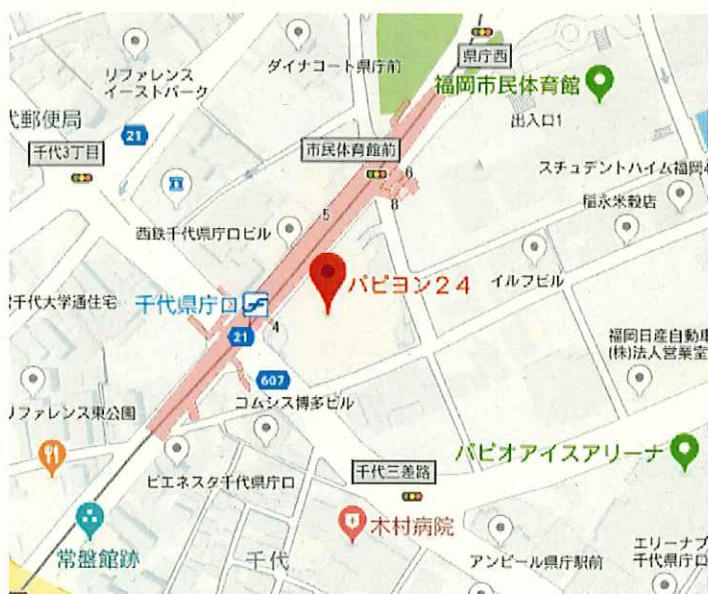 県庁西
リファレンス
イーストパーク
ダイナコート県庁前
福岡市民体育館
出入口1
代郵便局
21
千代3丁目
市民体育館前
6
8
スチュデントハイム福岡
稲永米穀店
5
西鉄千代県庁口ビル
パピヨン24
イルフビル
千代大学通住宅
千代県庁口
4
21
福岡日産自動車
(株)法人営業室
607
リファレンス東公園
コムシス博多ビル
パピオアイスアリーナ
千代三差路
ピエネスタ千代県庁口
木村病院
常盤館跡
千代
アンピール県庁駅前
エリーナプ
千代県庁口